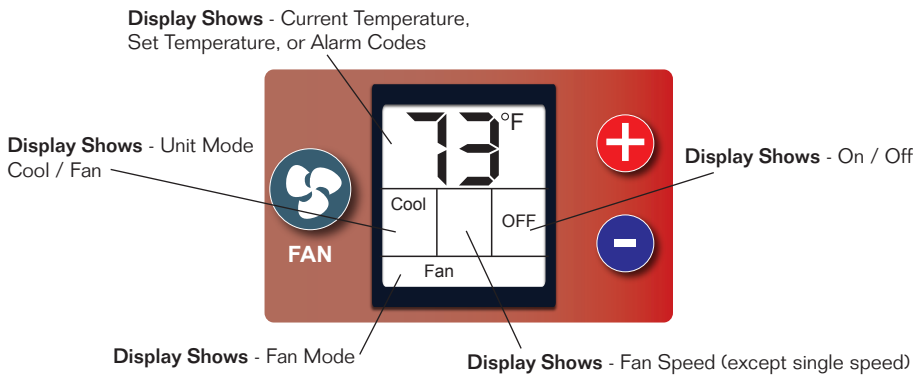 Display Shows - Current Temperature,
Set Temperature, or Alarm Codes
73°F
Display Shows - Unit Mode
Cool / Fan
Display Shows - On / Off
Cool
OFF
FAN
Fan
Display Shows - Fan Mode
Display Shows - Fan Speed (except single speed)
+
-